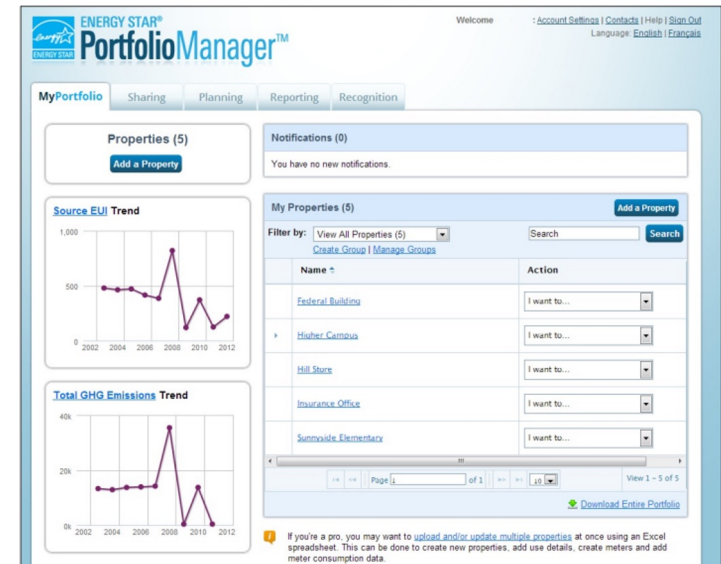 ENERGY STAR®
PortfolioManager™
ENERGY STAR
Welcome : Account Settings | Contacts | Help | Sign Out
Language: English | Français
MyPortfolio Sharing Planning Reporting Recognition
Properties (5)
Add a Property
Source EUI Trend
1,000
500
0
2002 2004 2006 2008 2010 2012
Total GHG Emissions Trend
40k
20k
0k
2002 2004 2006 2008 2010 2012
Notifications (0)
You have no new notifications.
My Properties (5) Add a Property
Filter by: View All Properties (5) Search Search
Create Group | Manage Groups
Name Action
Federal Building I want to...
Higher Campus I want to...
Hill Store I want to...
Insurance Office I want to...
Sunnyside Elementary I want to...
Page 1 of 1 10 View 1 - 5 of 5
Download Entire Portfolio
If you're a pro, you may want to upload and/or update multiple properties at once using an Excel
spreadsheet. This can be done to create new properties, add use details, create meters and add
meter consumption data.